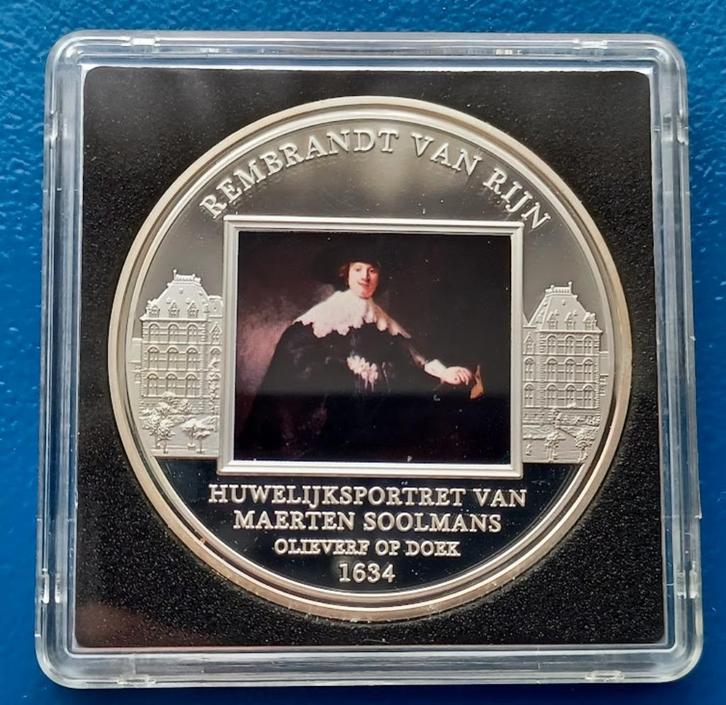 REMBRANDT VAN RIJN
HUWELIJKSPORTRET VAN
MAERTEN SOOLMANS
OLIEVERF OP DOEK
1634